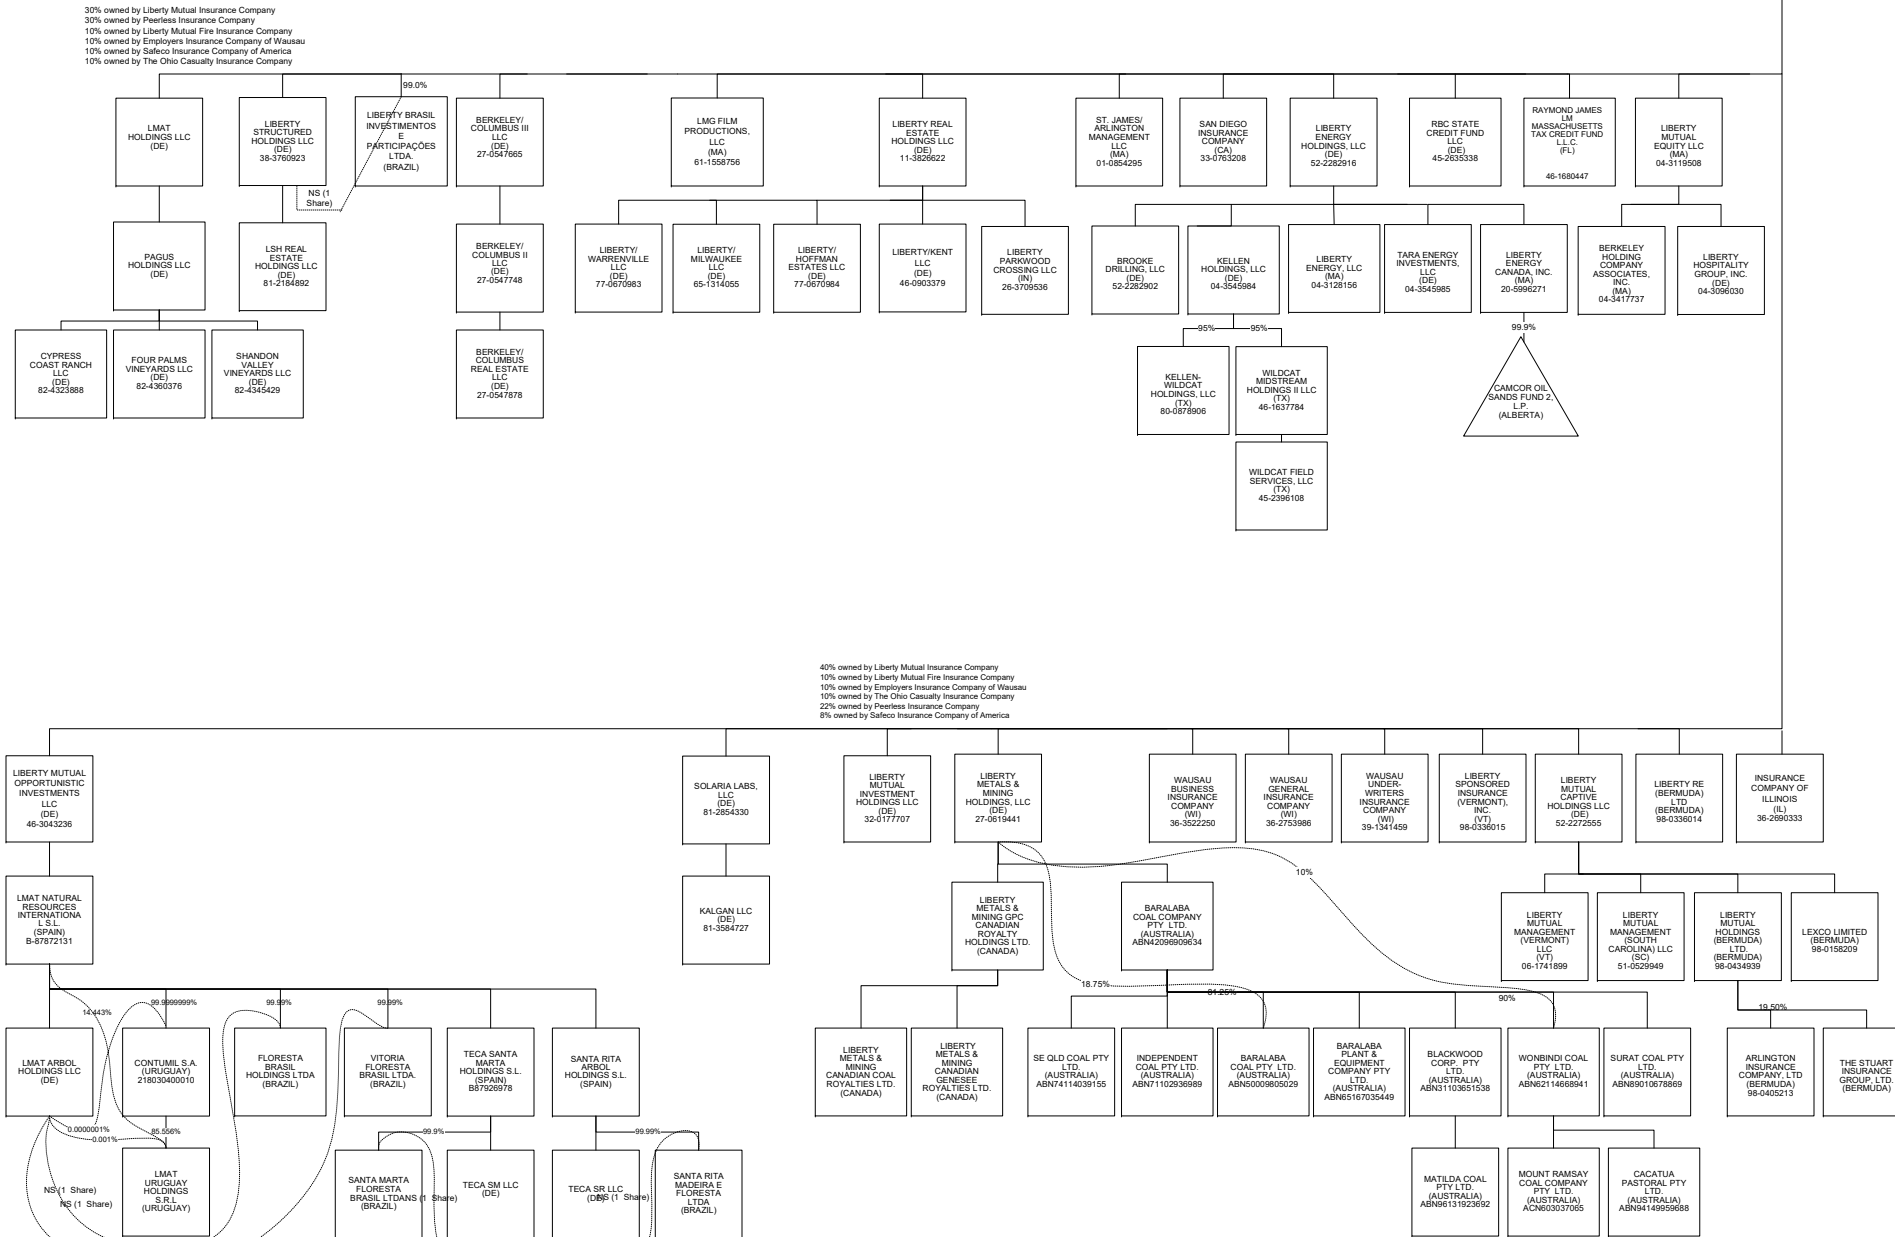 30% owned by Liberty Mutual Insurance Company
30% owned by Peerless Insurance Company
10% owned by Liberty Mutual Fire Insurance Company
10% owned by Employers Insurance Company of Wausau
10% owned by Safeco Insurance Company of America
10% owned by The Ohio Casualty Insurance Company
LMAT
HOLDINGS LLC
(DE)
LIBERTY
STRUCTURED
HOLDINGS LLC
(DE)
38-3760923
99.0%
LIBERTY BRASIL
INVESTIMENTOS
E
PARTICIPAÇÕES
LTDA.
(BRAZIL)
NS (1
Share)
BERKELEY/
COLUMBUS III
LLC
(DE)
27-0547665
LMG FILM
PRODUCTIONS,
LLC
(MA)
61-1558756
LIBERTY REAL
ESTATE
HOLDINGS LLC
(DE)
11-3826622
ST. JAMES/
ARLINGTON
MANAGEMENT
LLC
(MA)
01-0854295
SAN DIEGO
INSURANCE
COMPANY
(CA)
33-0763208
LIBERTY
ENERGY
HOLDINGS, LLC
(DE)
52-2282916
RBC STATE
CREDIT FUND
LLC
(DE)
45-2635338
RAYMOND JAMES
LM
MASSACHUSETTS
TAX CREDIT FUND
L.L.C.
(FL)
46-1680447
LIBERTY
MUTUAL
EQUITY LLC
(MA)
04-3119508
PAGUS
HOLDINGS LLC
(DE)
LSH REAL
ESTATE
HOLDINGS LLC
(DE)
81-2184892
BERKELEY/
COLUMBUS II
LLC
(DE)
27-0547748
LIBERTY/
WARRENVILLE
LLC
(DE)
77-0670983
LIBERTY/
MILWAUKEE
LLC
(DE)
65-1314055
LIBERTY/
HOFFMAN
ESTATES LLC
(DE)
77-0670984
LIBERTY/KENT
LLC
(DE)
46-0903379
LIBERTY
PARKWOOD
CROSSING LLC
(IN)
26-3709536
BROOKE
DRILLING, LLC
(DE)
52-2282902
KELLEN
HOLDINGS, LLC
(DE)
04-3545984
LIBERTY
ENERGY, LLC
(MA)
04-3128156
TARA ENERGY
INVESTMENTS,
LLC
(DE)
04-3545985
LIBERTY
ENERGY
CANADA, INC.
(MA)
20-5996271
BERKELEY
HOLDING
COMPANY
ASSOCIATES,
INC.
(MA)
04-3417737
LIBERTY
HOSPITALITY
GROUP, INC.
(DE)
04-3096030
CYPRESS
COAST RANCH
LLC
(DE)
82-4323888
FOUR PALMS
VINEYARDS LLC
(DE)
82-4360376
SHANDON
VALLEY
VINEYARDS LLC
(DE)
82-4345429
BERKELEY/
COLUMBUS
REAL ESTATE
LLC
(DE)
27-0547878
95%
95%
99.9%
KELLEN-
WILDCAT
HOLDINGS, LLC
(TX)
80-0878906
WILDCAT
MIDSTREAM
HOLDINGS II LLC
(TX)
46-1637784
CAMCOR OIL
SANDS FUND 2,
L.P.
(ALBERTA)
WILDCAT FIELD
SERVICES, LLC
(TX)
45-2396108
40% owned by Liberty Mutual Insurance Company
10% owned by Liberty Mutual Fire Insurance Company
10% owned by Employers Insurance Company of Wausau
10% owned by The Ohio Casualty Insurance Company
22% owned by Peerless Insurance Company
8% owned by Safeco Insurance Company of America
LIBERTY MUTUAL
OPPORTUNISTIC
INVESTMENTS
LLC
(DE)
46-3043236
SOLARIA LABS,
LLC
(DE)
81-2854330
LIBERTY
MUTUAL
INVESTMENT
HOLDINGS LLC
(DE)
32-0177707
LIBERTY
METALS &
MINING
HOLDINGS, LLC
(DE)
27-0619441
WAUSAU
BUSINESS
INSURANCE
COMPANY
(WI)
36-3522250
WAUSAU
GENERAL
INSURANCE
COMPANY
(WI)
36-2753986
WAUSAU
UNDER-
WRITERS
INSURANCE
COMPANY
(WI)
39-1341459
LIBERTY
SPONSORED
INSURANCE
(VERMONT),
INC.
(VT)
98-0336015
LIBERTY
MUTUAL
CAPTIVE
HOLDINGS LLC
(DE)
52-2272555
LIBERTY RE
(BERMUDA)
LTD
(BERMUDA)
98-0336014
INSURANCE
COMPANY OF
ILLINOIS
(IL)
36-2690333
LMAT NATURAL
RESOURCES
INTERNATIONA
L S.L.
(SPAIN)
B-87872131
KALGAN LLC
(DE)
81-3584727
LIBERTY
METALS &
MINING GPC
CANADIAN
ROYALTY
HOLDINGS LTD.
(CANADA)
BARALABA
COAL COMPANY
PTY LTD.
(AUSTRALIA)
ABN42096909634
10%
LIBERTY
MUTUAL
MANAGEMENT
(VERMONT)
LLC
(VT)
06-1741899
LIBERTY
MUTUAL
MANAGEMENT
(SOUTH
CAROLINA) LLC
(SC)
51-0529949
LIBERTY
MUTUAL
HOLDINGS
(BERMUDA)
LTD.
(BERMUDA)
98-0434939
LEXCO LIMITED
(BERMUDA)
98-0158209
14.443%
99.9999999%
99.99%
99.99%
18.75%
81.25%
90%
19.50%
LMAT ARBOL
HOLDINGS LLC
(DE)
CONTUMIL S.A.
(URUGUAY)
218030400010
FLORESTA
BRASIL
HOLDINGS LTDA
(BRAZIL)
VITORIA
FLORESTA
BRASIL LTDA.
(BRAZIL)
TECA SANTA
MARTA
HOLDINGS S.L.
(SPAIN)
B87926978
SANTA RITA
ARBOL
HOLDINGS S.L.
(SPAIN)
LIBERTY
METALS &
MINING
CANADIAN COAL
ROYALTIES LTD.
(CANADA)
LIBERTY
METALS &
MINING
CANADIAN
GENESEE
ROYALTIES LTD.
(CANADA)
SE QLD COAL PTY
LTD.
(AUSTRALIA)
ABN74114039155
INDEPENDENT
COAL PTY LTD.
(AUSTRALIA)
ABN71102936989
BARALABA
COAL PTY LTD.
(AUSTRALIA)
ABN50009805029
BARALABA
PLANT &
EQUIPMENT
COMPANY PTY
LTD.
(AUSTRALIA)
ABN65167035449
BLACKWOOD
CORP. PTY
LTD.
(AUSTRALIA)
ABN31103651538
WONBINDI COAL
PTY LTD.
(AUSTRALIA)
ABN62114668941
SURAT COAL PTY
LTD.
(AUSTRALIA)
ABN89010678869
ARLINGTON
INSURANCE
COMPANY, LTD
(BERMUDA)
98-0405213
THE STUART
INSURANCE
GROUP, LTD.
(BERMUDA)
0.0000001%
0.001%
85.556%
99.9%
99.99%
NS (1 Share)
NS (1 Share)
LMAT
URUGUAY
HOLDINGS
S.R.L
(URUGUAY)
SANTA MARTA
FLORESTA
BRASIL LTDA
(BRAZIL)
NS (1 Share)
TECA SM LLC
(DE)
TECA SR LLC
(DE)
NS (1 Share)
SANTA RITA
MADEIRA E
FLORESTA
LTDA
(BRAZIL)
MATILDA COAL
PTY LTD.
(AUSTRALIA)
ABN96131923692
MOUNT RAMSAY
COAL COMPANY
PTY LTD.
(AUSTRALIA)
ACN603037065
CACATUA
PASTORAL PTY
LTD.
(AUSTRALIA)
ABN94149959688